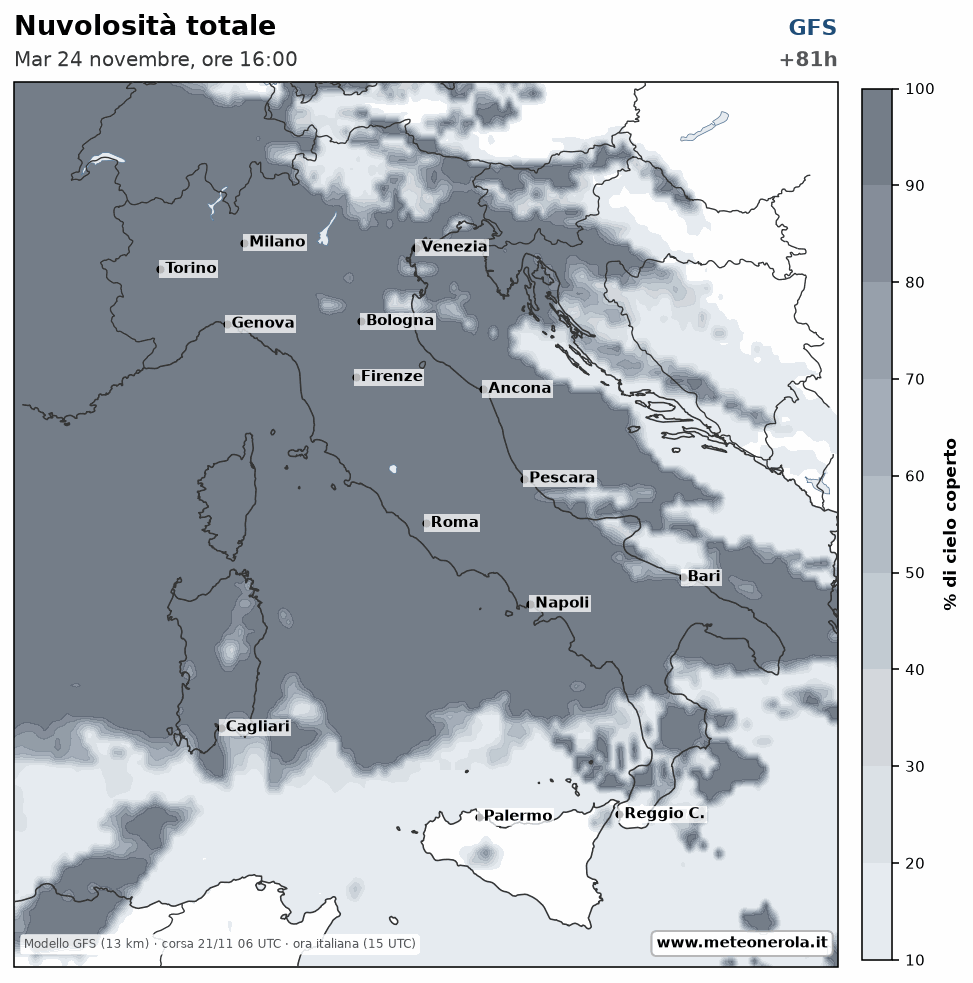 Nuvolosità totale
GFS
Mar 24 novembre, ore 16:00
+81h
100
90
80
70
60
50
40
30
20
10
% di cielo coperto
Milano
Venezia
Torino
Genova
Bologna
Firenze
Ancona
Pescara
Roma
Bari
Napoli
Cagliari
Palermo
Reggio C.
Modello GFS (13 km) · corsa 21/11 06 UTC · ora italiana (15 UTC)
www.meteonerola.it